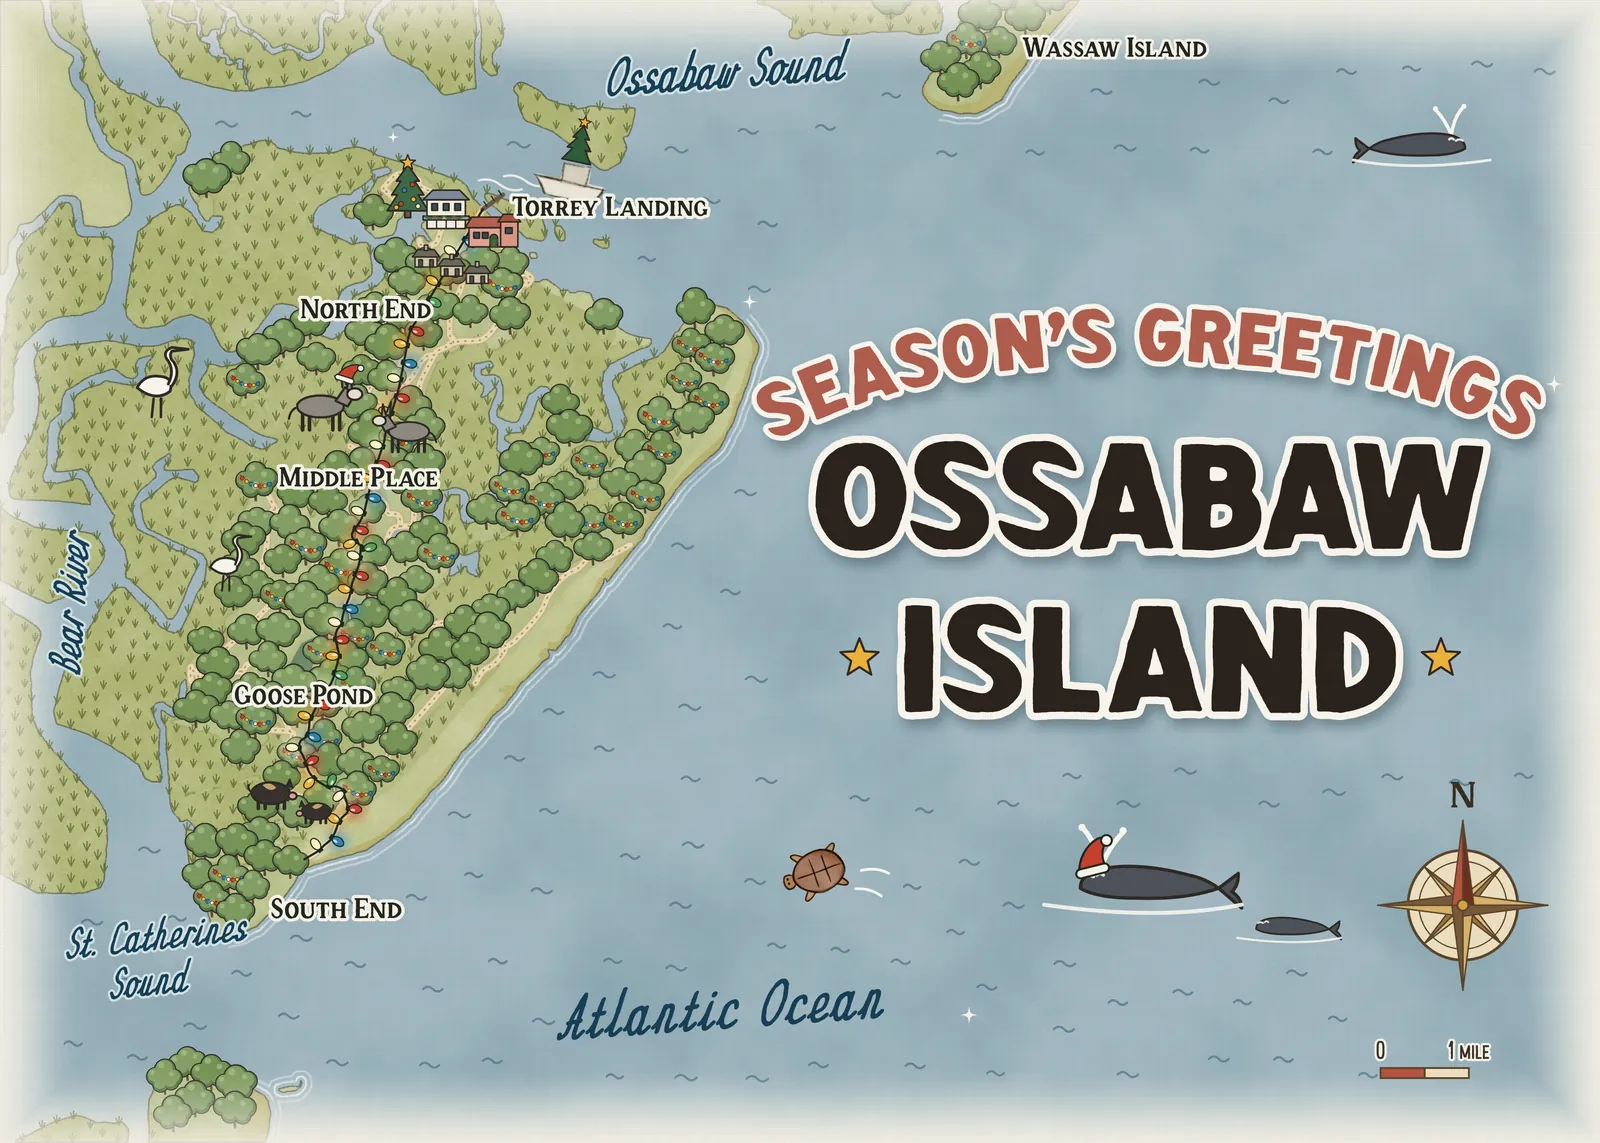 Ossabaw Sound
WASSAW ISLAND
TORREY LANDING
NORTH END
SEASON'S GREETINGS
OSSABAW
ISLAND
MIDDLE PLACE
Bear River
GOOSE POND
SOUTH END
St. Catherines
Sound
Atlantic Ocean
N
0 1 MILE